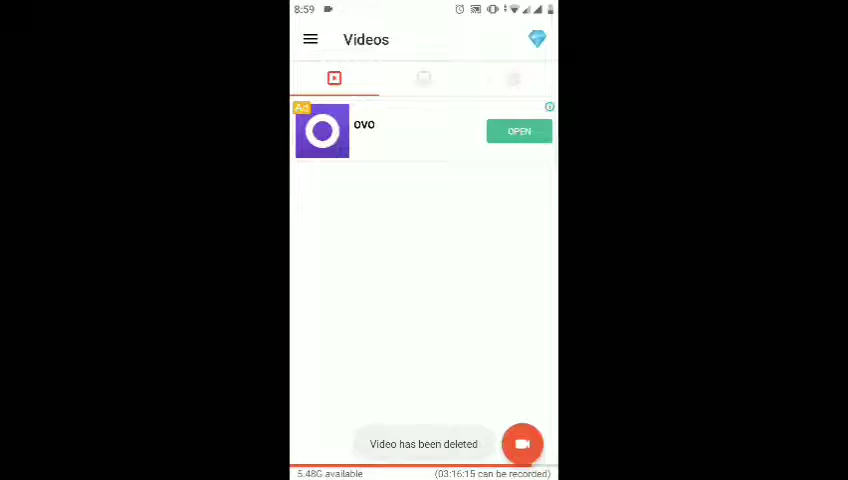 8:59
Videos
Ad
OVO
OPEN
Video has been deleted
5.48G available
(03:16:15 can be recorded)